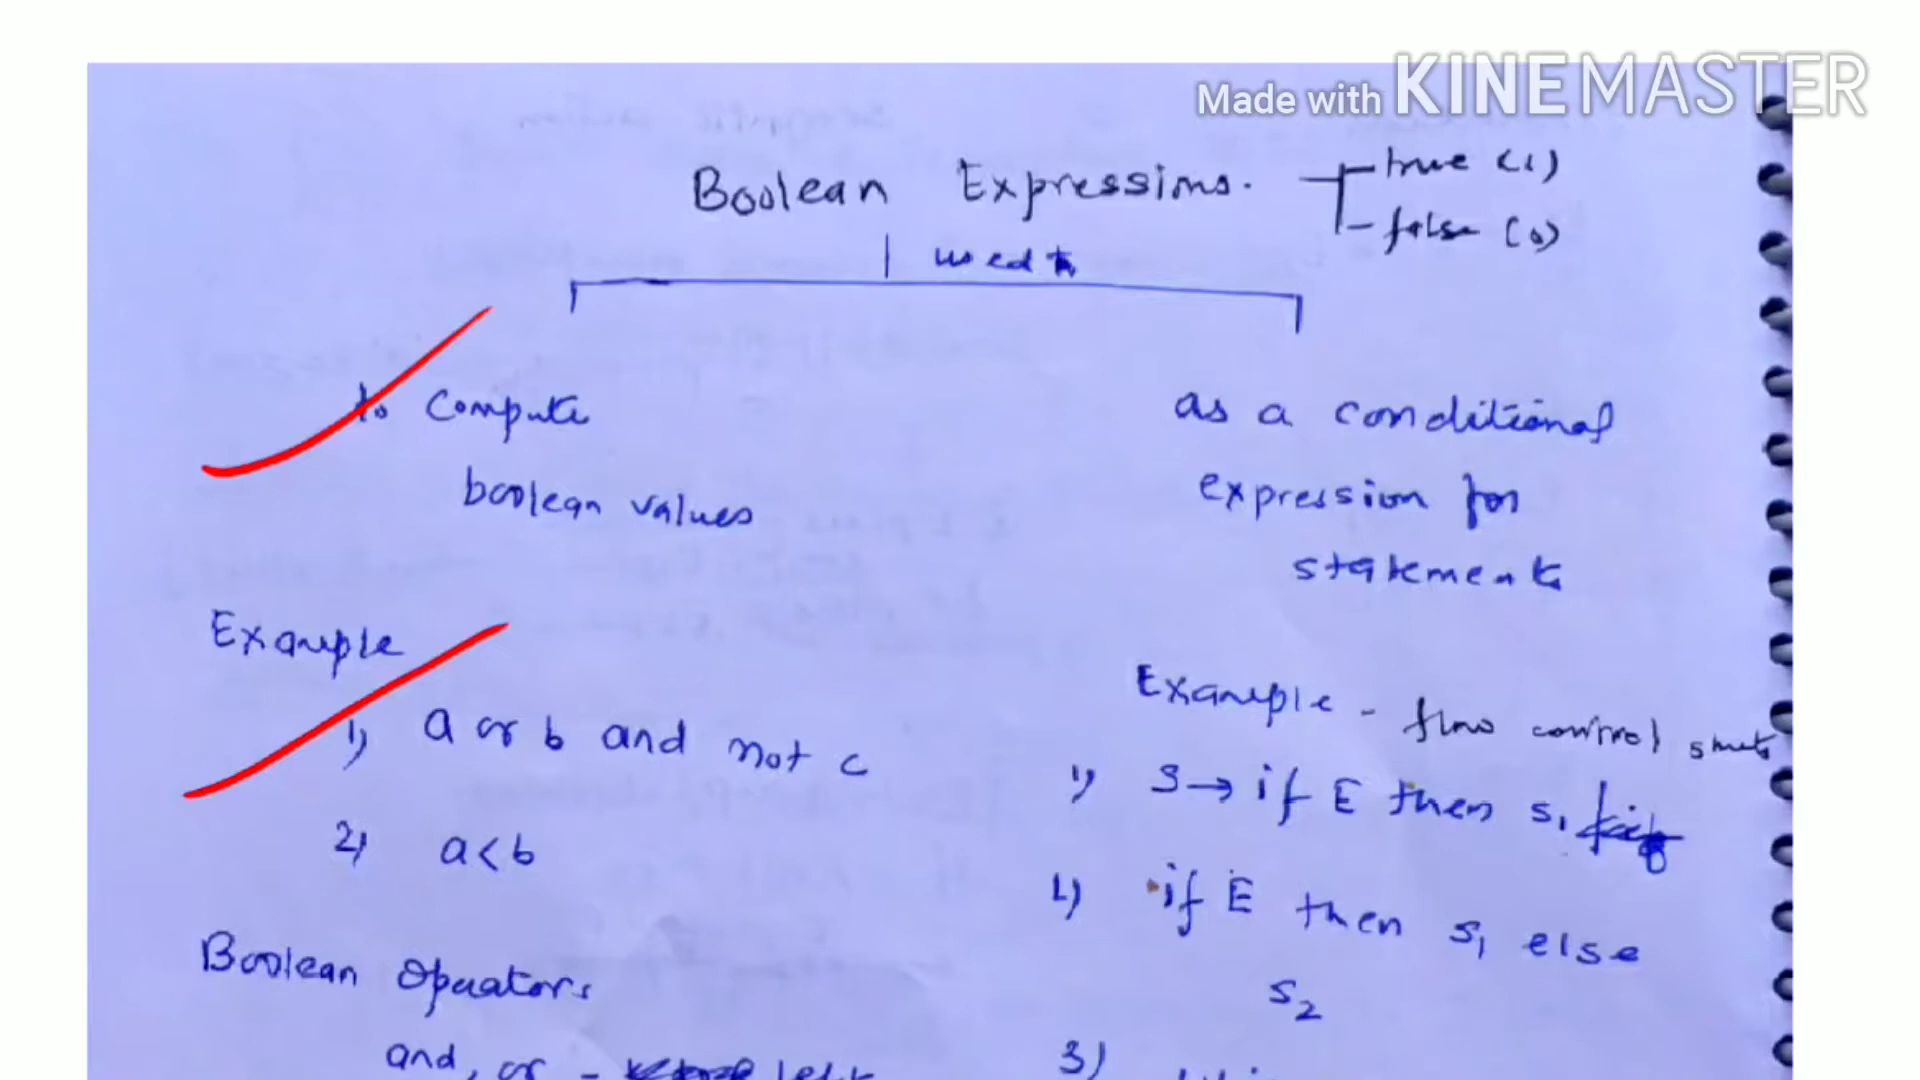 Made with KINEMASTER
Boolean Expressions.
true (1)
false (0)
used to
to compute
boolean values
Example
1) a or b and not c
2) a<b
Boolean Operators
and, or - left
as a conditional
expression for
statements
Example - flow control stmts
1) S→ if E then S1
2) if E then S1 else
S2
3)